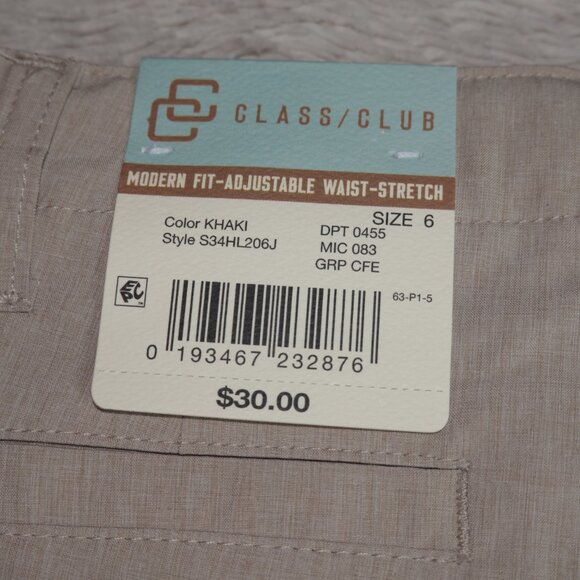 CLASS/CLUB
MODERN FIT-ADJUSTABLE WAIST-STRETCH
SIZE 6
Color KHAKI
Style S34HL206J
DPT 0455
MIC 083
GRP CFE
EPC
63-P1-5
0 193467 232876
$30.00